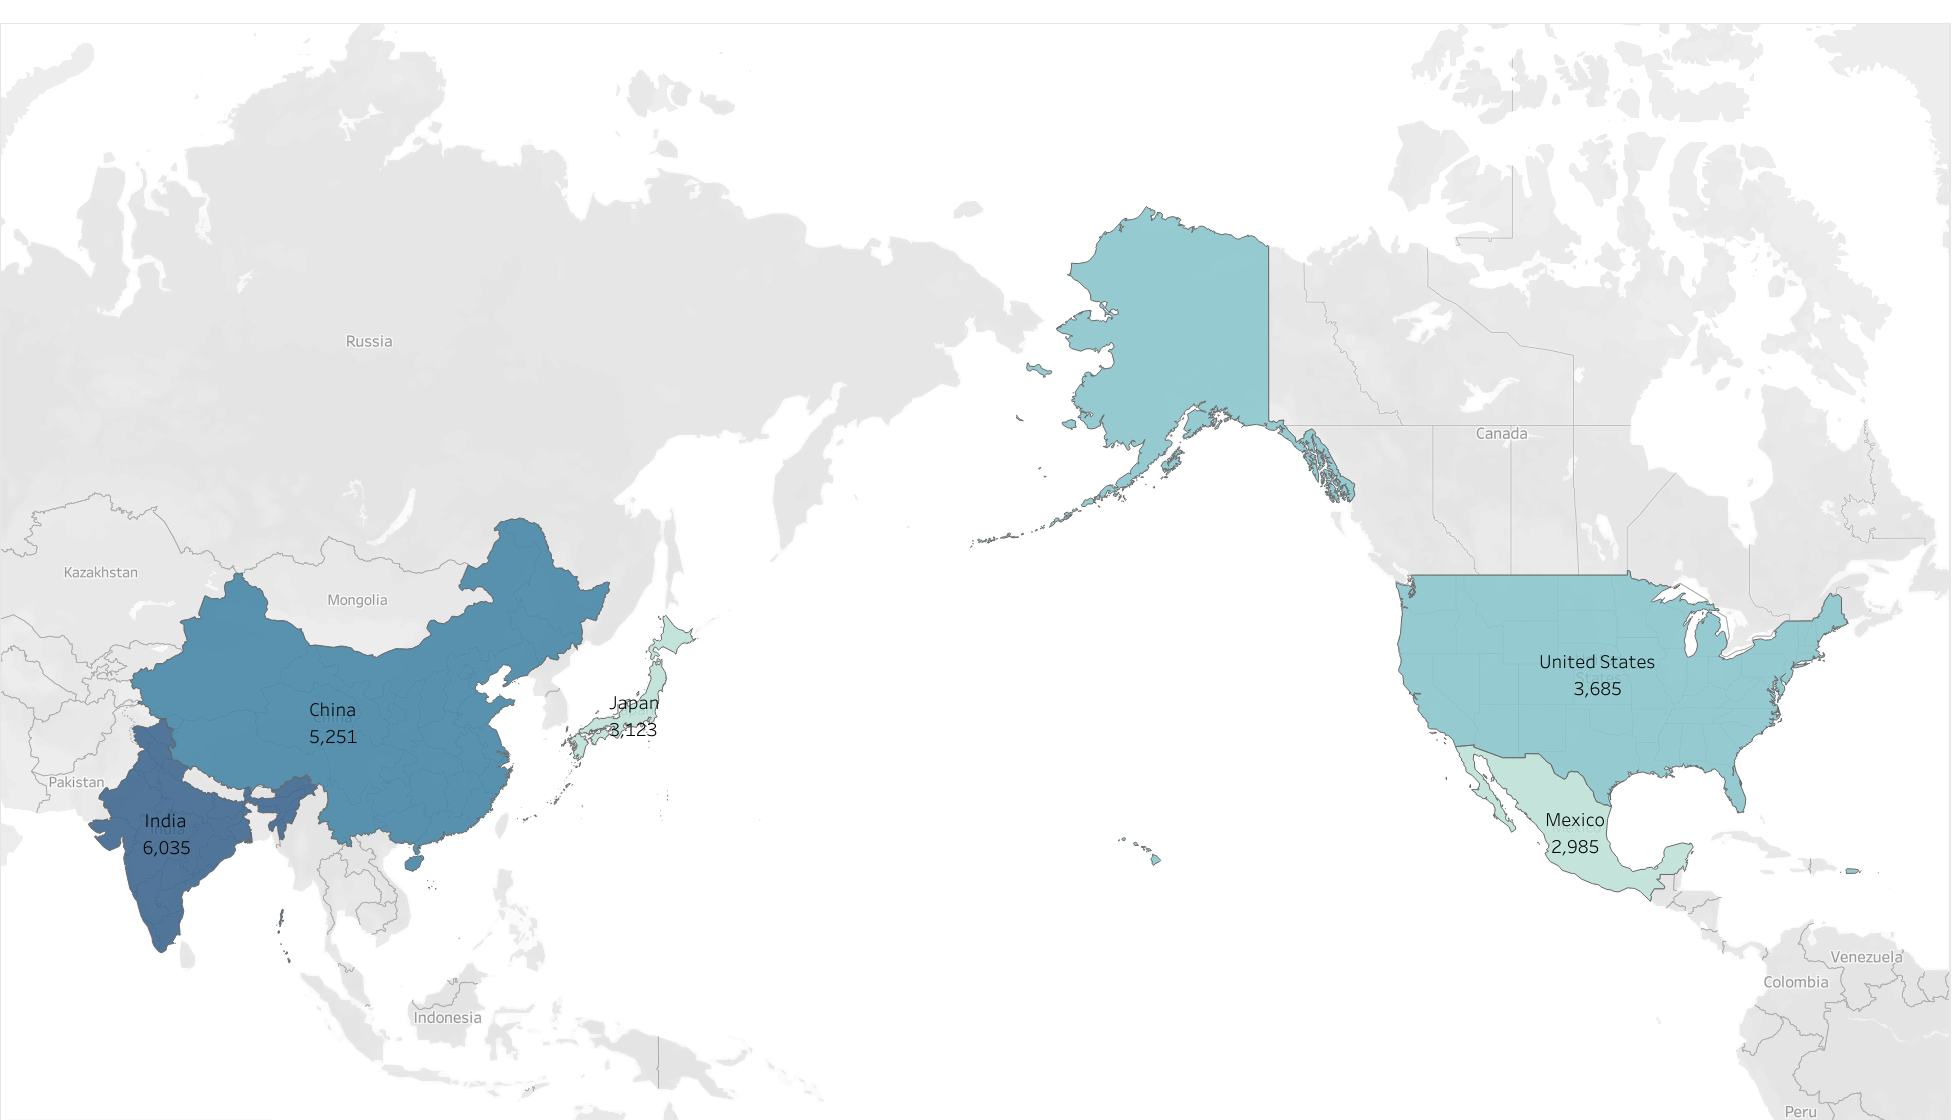 Russia
Canada
Kazakhstan
Mongolia
United States
3,685
China
5,251
Japan
3,123
Pakistan
India
6,035
Mexico
2,985
Venezuela
Colombia
Indonesia
Peru